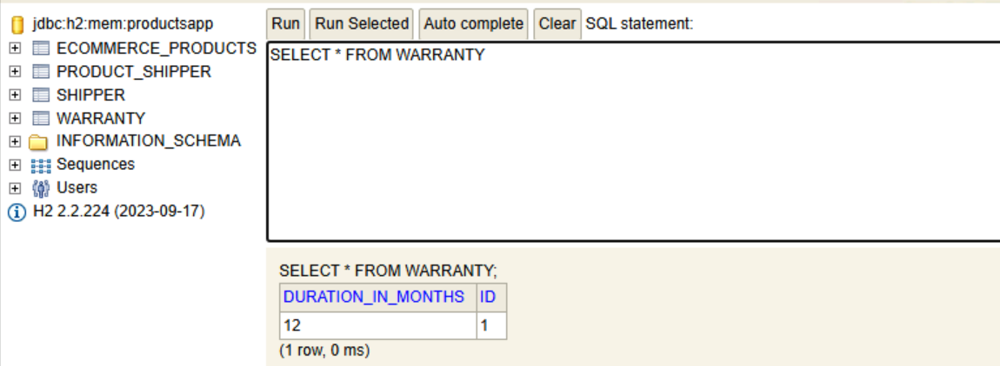 jdbc:h2:mem:productsapp
ECOMMERCE_PRODUCTS
PRODUCT_SHIPPER
SHIPPER
WARRANTY
INFORMATION_SCHEMA
Sequences
Users
H2 2.2.224 (2023-09-17)
Run Run Selected Auto complete Clear SQL statement:
SELECT * FROM WARRANTY
SELECT * FROM WARRANTY;
DURATION_IN_MONTHS ID
12 1
(1 row, 0 ms)